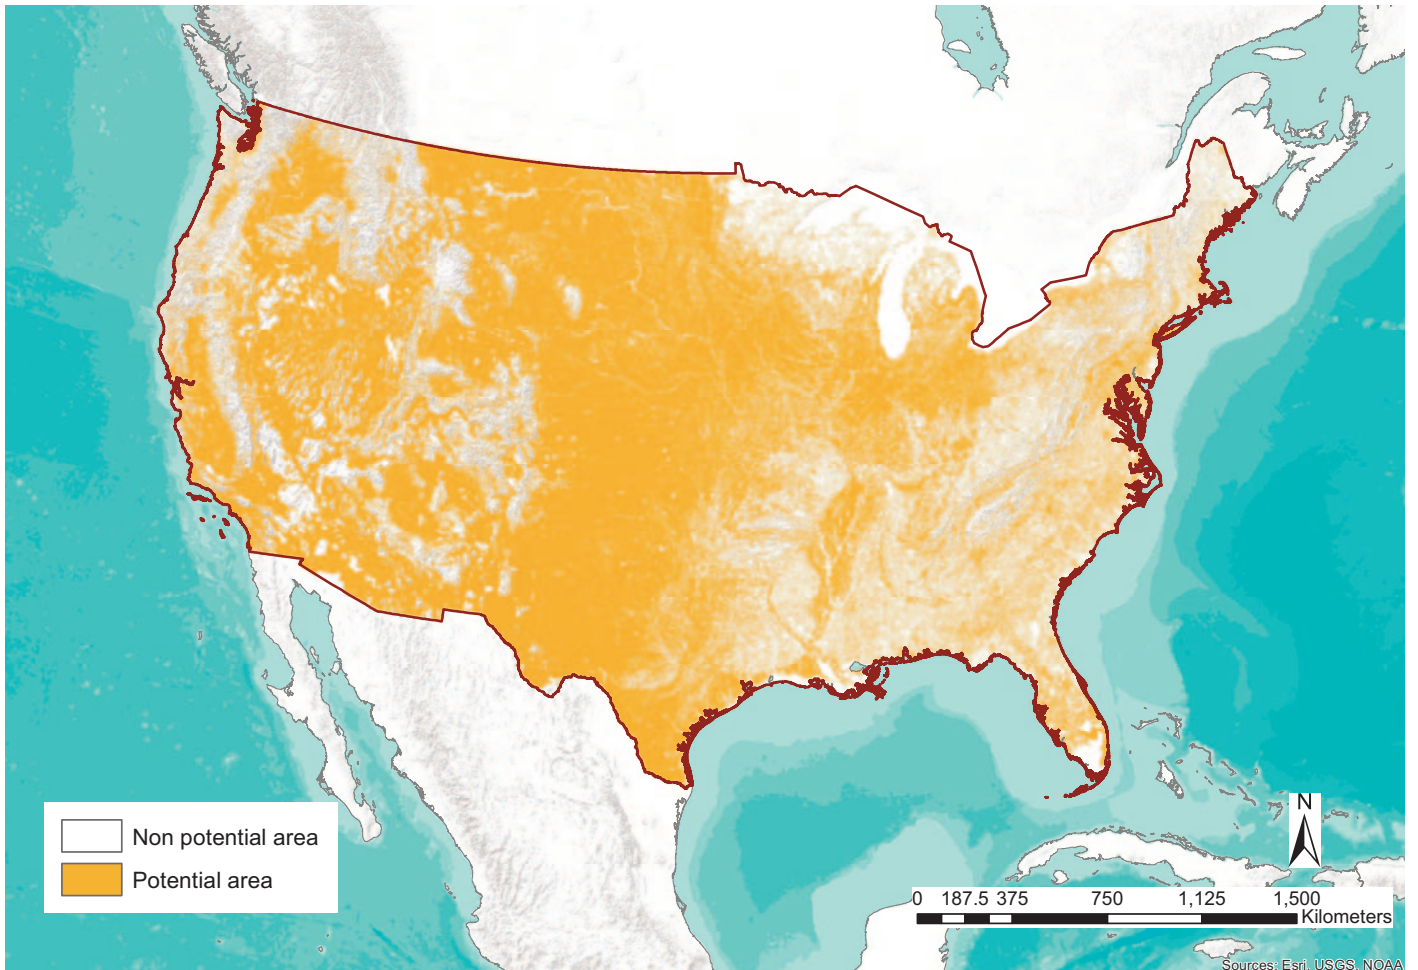 Non potential area
Potential area
N
0 187.5 375 750 1,125 1,500
Kilometers
Sources: Esri, USGS, NOAA